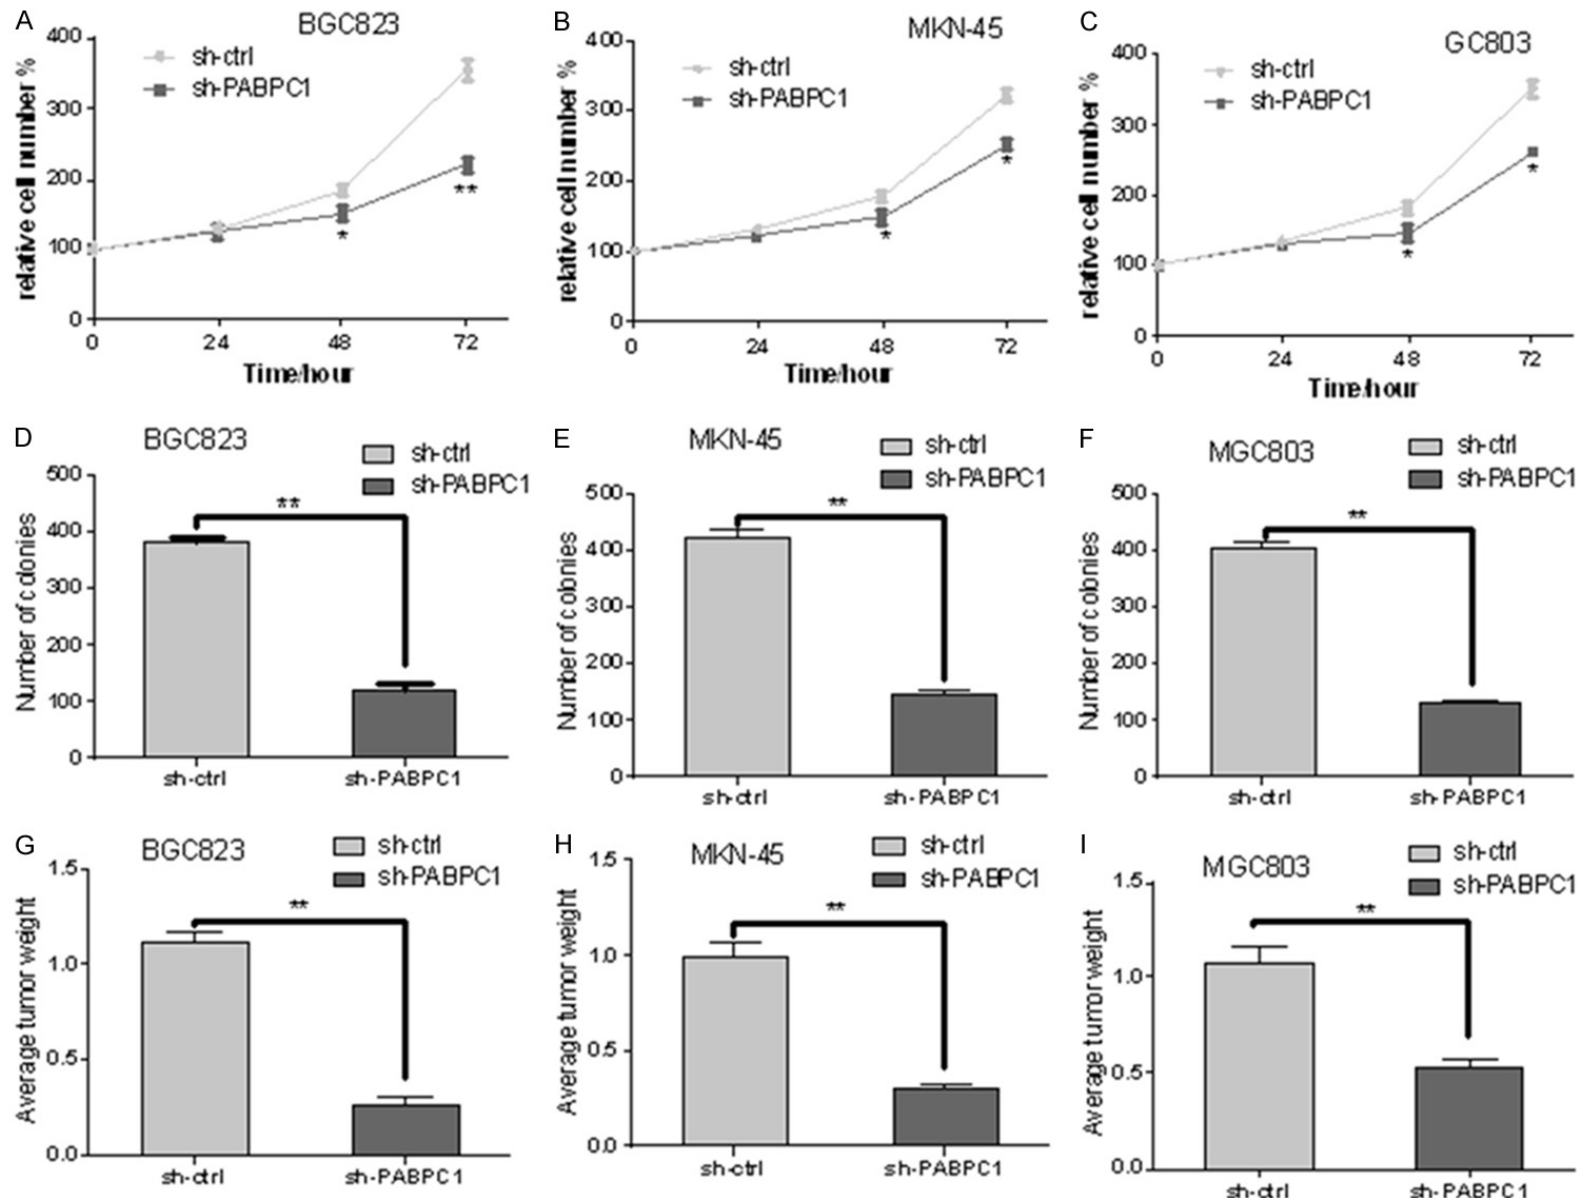 A
BGC823
400
300
200
100
0
relative cell number %
sh-ctrl
sh-PABPC1
*
**
0 24 48 72
Time/hour
B
MKN-45
400
300
200
100
0
relative cell number %
sh-ctrl
sh-PABPC1
*
*
0 24 48 72
Time/hour
C
GC803
400
300
200
100
0
relative cell number %
sh-ctrl
sh-PABPC1
*
*
0 24 48 72
Time/hour
D
BGC823
sh-ctrl
sh-PABPC1
500
400
300
200
100
0
Number of colonies
**
sh-ctrl sh-PABPC1
E
MKN-45
sh-ctrl
sh-PABPC1
500
400
300
200
100
0
Number of colonies
**
sh-ctrl sh-PABPC1
F
MGC803
sh-ctrl
sh-PABPC1
500
400
300
200
100
0
Number of colonies
**
sh-ctrl sh-PABPC1
G
BGC823
sh-ctrl
sh-PABPC1
1.5
1.0
0.5
0.0
Average tumor weight
**
sh-ctrl sh-PABPC1
H
MKN-45
sh-ctrl
sh-PABPC1
1.5
1.0
0.5
0.0
Average tumor weight
**
sh-ctrl sh-PABPC1
I
MGC803
sh-ctrl
sh-PABPC1
1.5
1.0
0.5
0.0
Average tumor weight
**
sh-ctrl sh-PABPC1